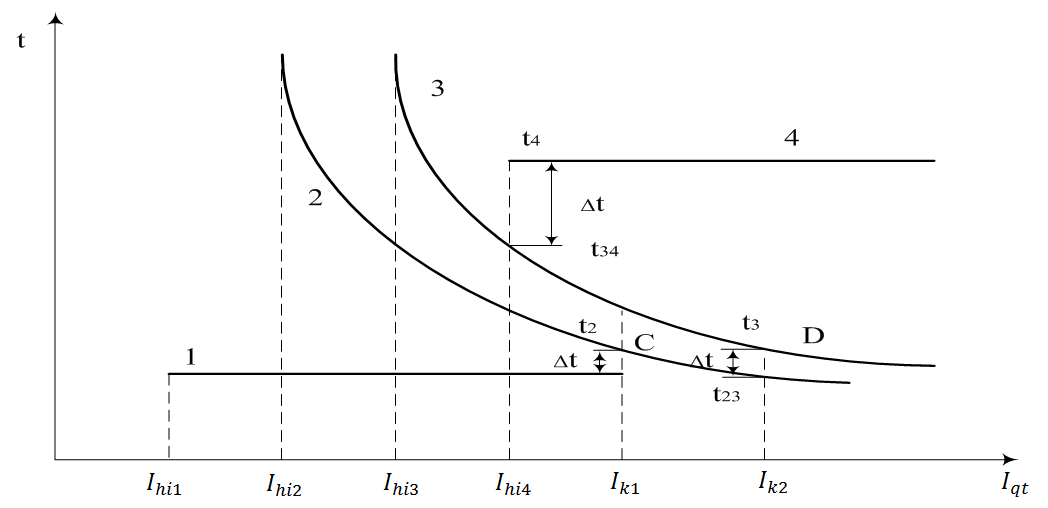 t
3
t4
4
2
Δt
t34
t2
C
t3
D
1
Δt
Δt
t23
Ihi1
Ihi2
Ihi3
Ihi4
Ik1
Ik2
Iqt